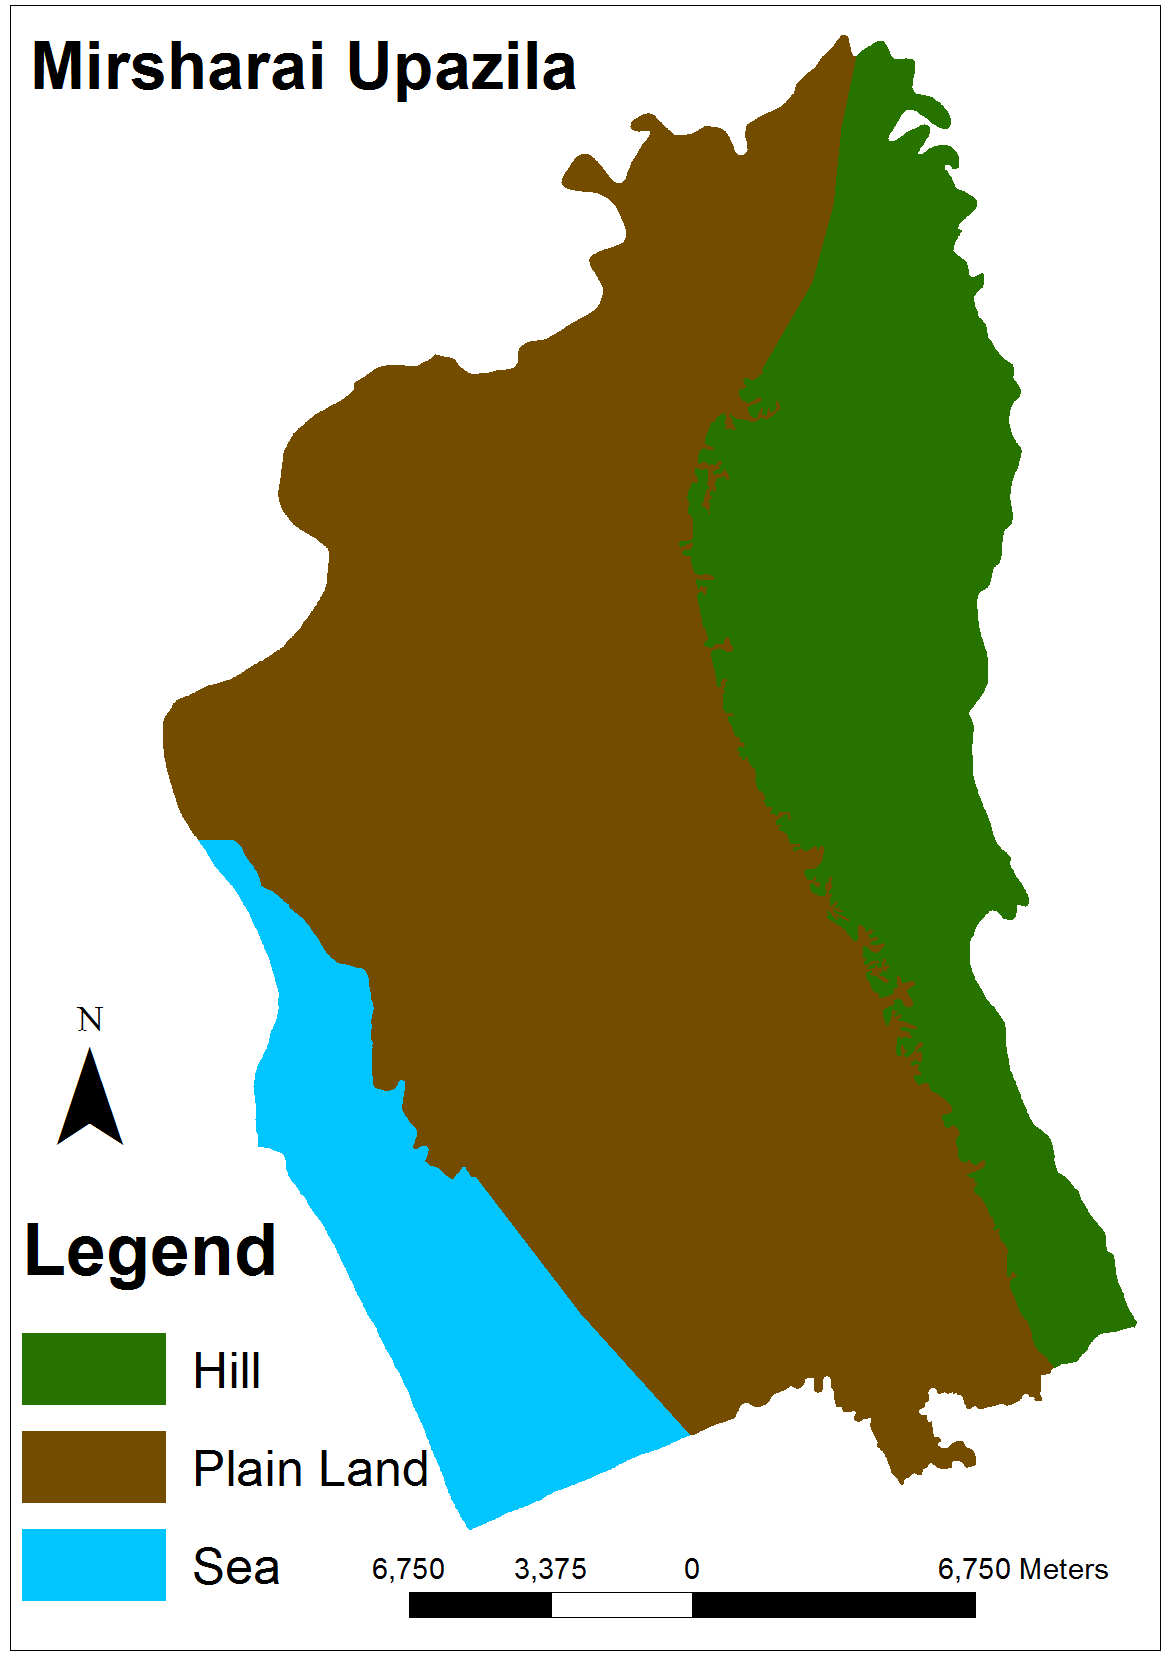 Mirsharai Upazila
N
Legend
Hill
Plain Land
Sea
6,750 3,375 0 6,750 Meters